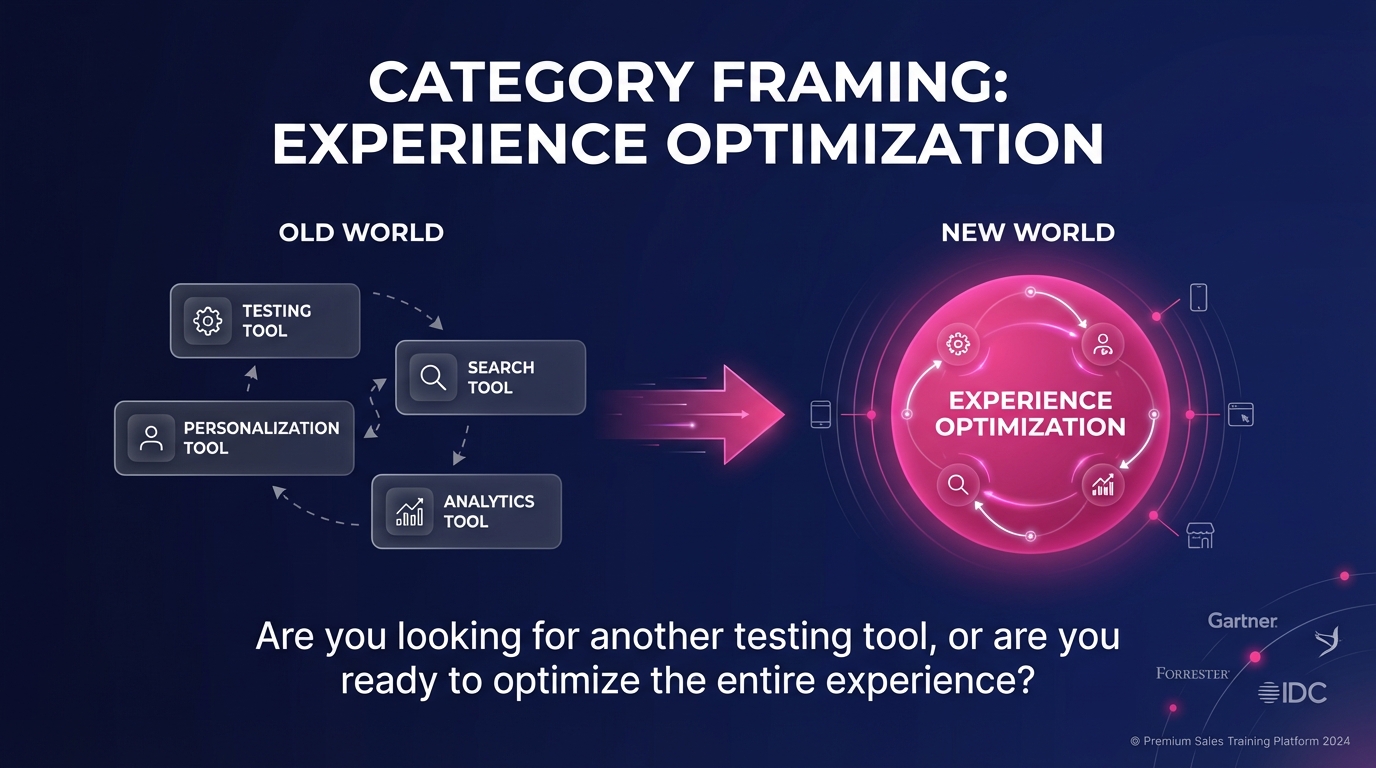 CATEGORY FRAMING:
EXPERIENCE OPTIMIZATION
OLD WORLD
TESTING
TOOL
SEARCH
TOOL
PERSONALIZATION
TOOL
ANALYTICS
TOOL
NEW WORLD
EXPERIENCE
OPTIMIZATION
Are you looking for another testing tool, or are you
ready to optimize the entire experience?
Gartner
FORRESTER
IDC
© Premium Sales Training Platform 2024